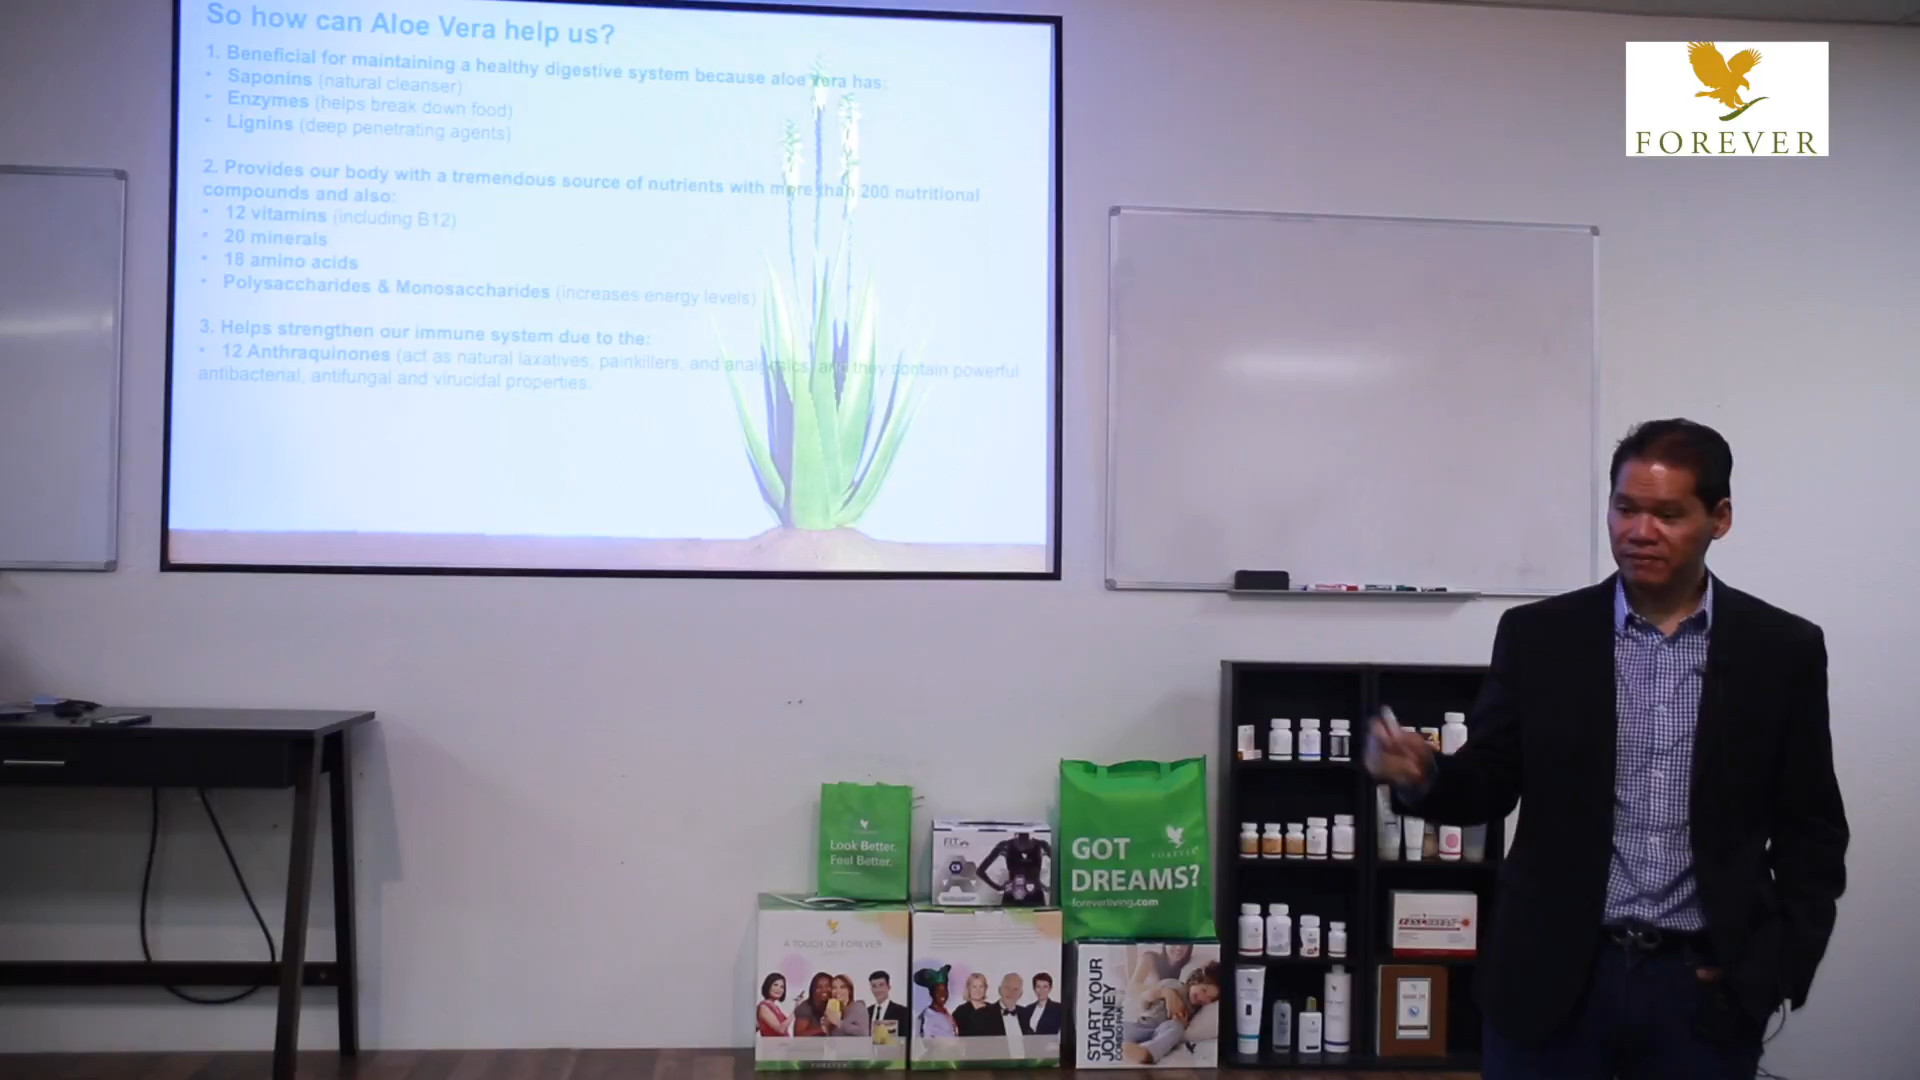 So how can Aloe Vera help us?
1. Beneficial for maintaining a healthy digestive system because aloe vera has:
• Saponins (natural cleanser)
• Enzymes (helps break down food)
• Lignins (deep penetrating agents)
2. Provides our body with a tremendous source of nutrients with more than 200 nutritional
compounds and also:
• 12 vitamins (including B12)
• 20 minerals
• 18 amino acids
• Polysaccharides & Monosaccharides (increases energy levels)
3. Helps strengthen our immune system due to the:
• 12 Anthraquinones (act as natural laxatives, painkillers, and analgesics, and they contain powerful
antibacterial, antifungal and virucidal properties.
FOREVER
Look Better.
Feel Better.
FIT
GOT
FOREVER
DREAMS?
foreverliving.com
A TOUCH OF FOREVER
FOREVER
START YOUR
JOURNEY